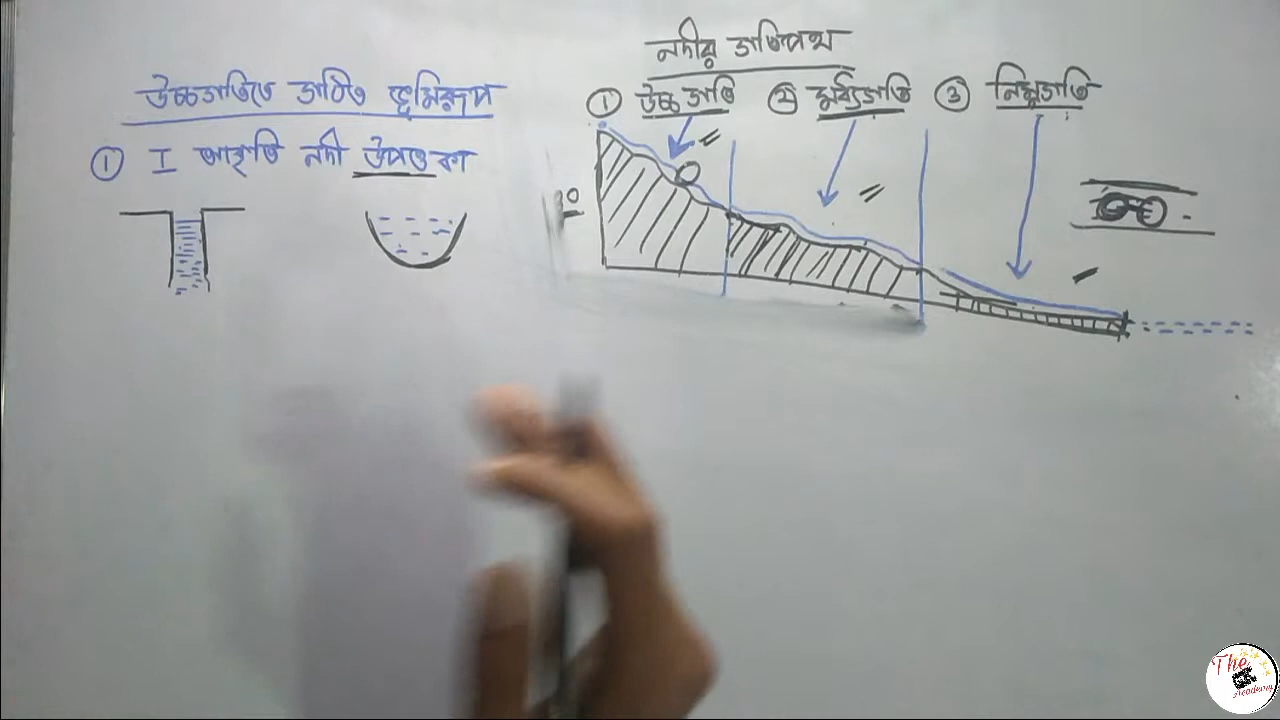 উচ্চগতিতে গঠিত ভূমিরূপ
① I আকৃতি নদী উপত্যকা
নদীর গতিপথ
① উচ্চ গতি ② মধ্যগতি ③ নিম্নগতি
The
Academy